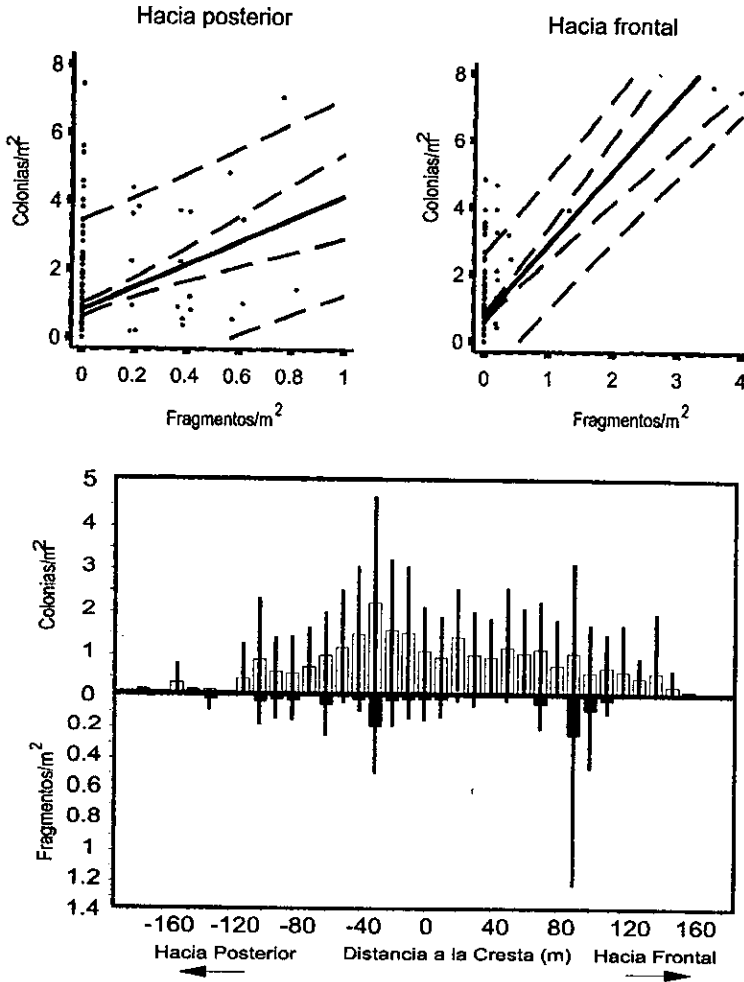 Hacia posterior
Hacia frontal
8
6
4
2
0
Colonias/m²
0 0.2 0.4 0.6 0.8 1
Fragmentos/m²
8
6
4
2
0
Colonias/m²
0 1 2 3 4
Fragmentos/m²
5
4
3
2
1
0
Colonias/m²
0.2
0.4
0.6
0.8
1
1.2
1.4
Fragmentos/m²
-160 -120 -80 -40 0 40 80 120 160
Hacia Posterior Distancia a la Cresta (m) Hacia Frontal